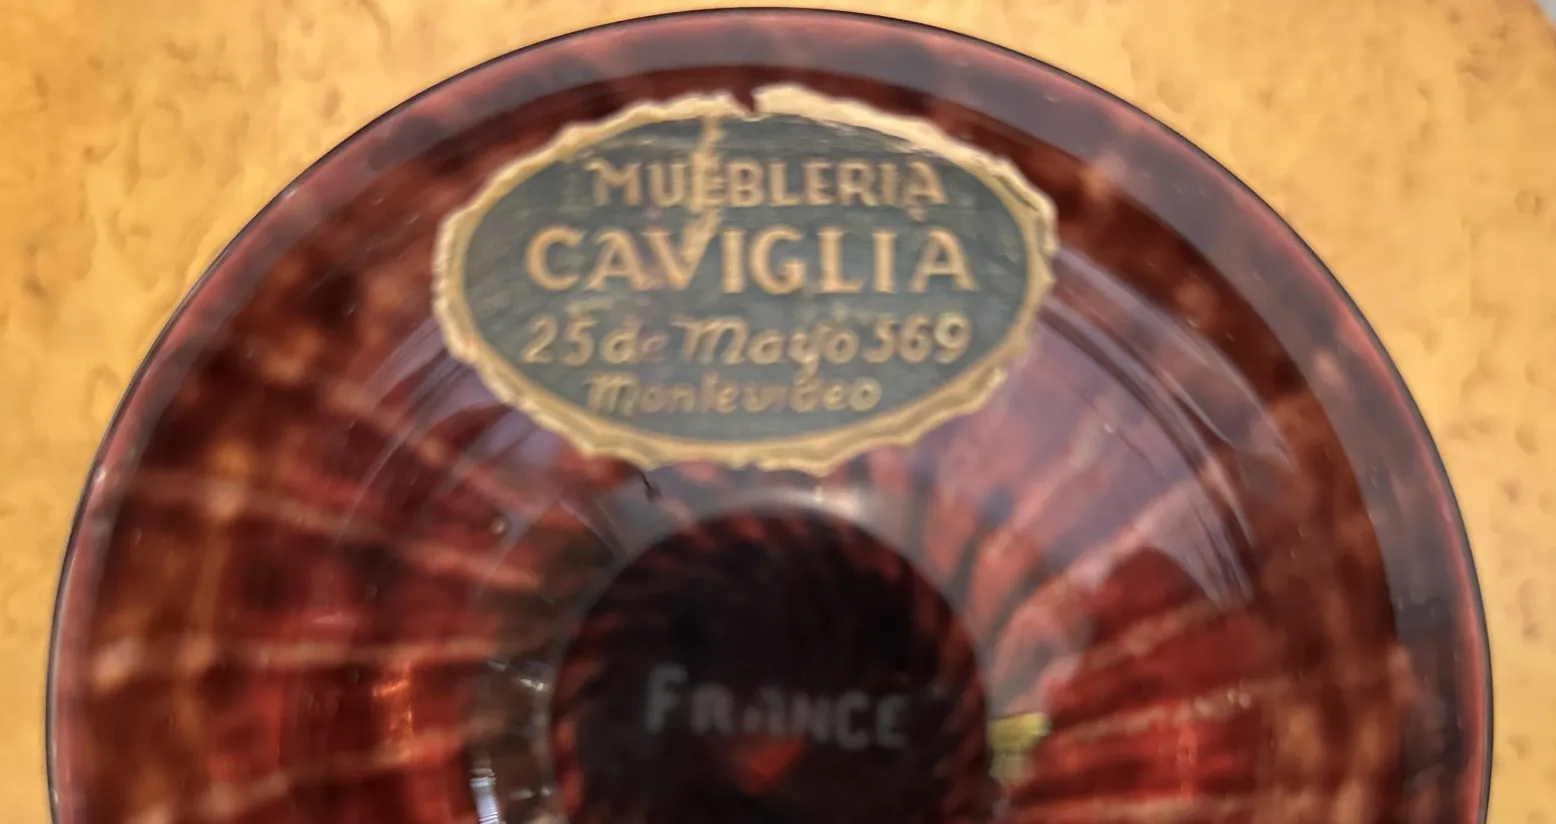 MUEBLERIA
CAVIGLIA
25 de Mayo 569
Montevideo
FRANCE